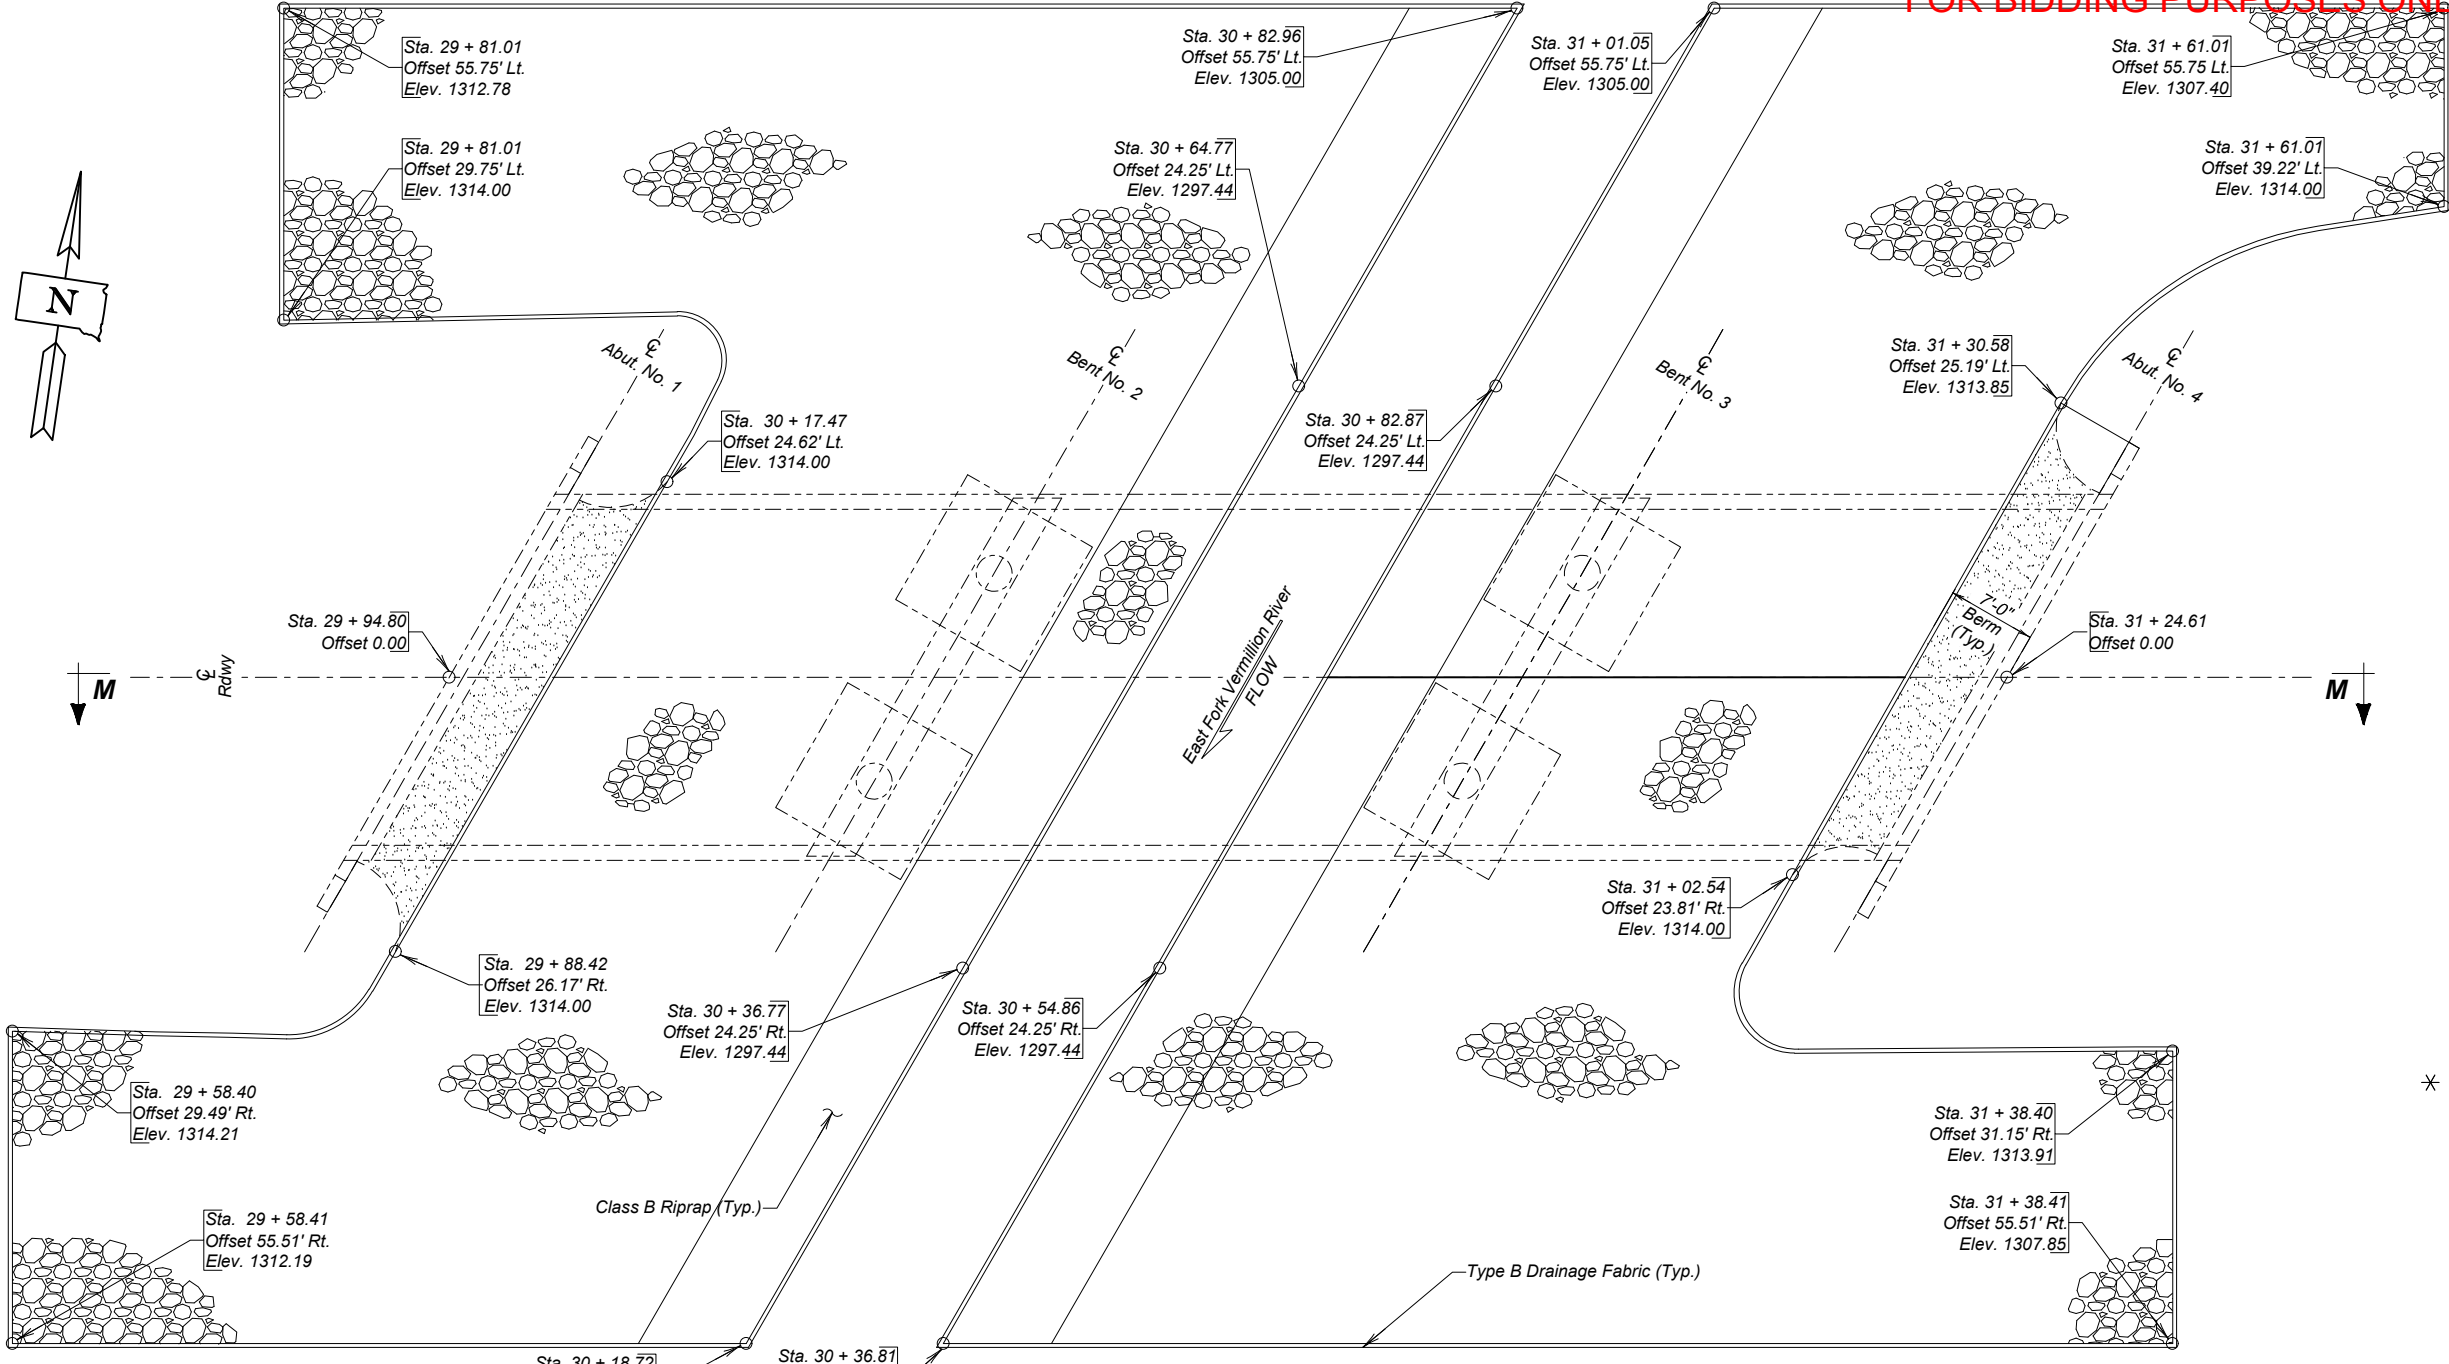 FOR BIDDING PURPOSES ONL
Sta. 29 + 81.01
Offset 55.75' Lt.
Elev. 1312.78
Sta. 30 + 82.96
Offset 55.75' Lt.
Elev. 1305.00
Sta. 31 + 01.05
Offset 55.75' Lt.
Elev. 1305.00
Sta. 31 + 61.01
Offset 55.75 Lt.
Elev. 1307.40
Sta. 29 + 81.01
Offset 29.75' Lt.
Elev. 1314.00
Sta. 30 + 64.77
Offset 24.25' Lt.
Elev. 1297.44
Sta. 31 + 61.01
Offset 39.22' Lt.
Elev. 1314.00
N
℄
Abut. No. 1
℄
Bent No. 2
℄
Bent No. 3
Sta. 31 + 30.58
Offset 25.19' Lt.
Elev. 1313.85
℄
Abut. No. 4
Sta. 30 + 17.47
Offset 24.62' Lt.
Elev. 1314.00
Sta. 30 + 82.87
Offset 24.25' Lt.
Elev. 1297.44
Sta. 29 + 94.80
Offset 0.00
7'-0"
Berm
(Typ.)
Sta. 31 + 24.61
Offset 0.00
M
℄
Rdwy
East Fork Vermillion River
FLOW
M
Sta. 31 + 02.54
Offset 23.81' Rt.
Elev. 1314.00
Sta. 29 + 88.42
Offset 26.17' Rt.
Elev. 1314.00
Sta. 30 + 36.77
Offset 24.25' Rt.
Elev. 1297.44
Sta. 30 + 54.86
Offset 24.25' Rt.
Elev. 1297.44
Sta. 29 + 58.40
Offset 29.49' Rt.
Elev. 1314.21
Sta. 31 + 38.40
Offset 31.15' Rt.
Elev. 1313.91
*
Class B Riprap (Typ.)
Sta. 29 + 58.41
Offset 55.51' Rt.
Elev. 1312.19
Sta. 31 + 38.41
Offset 55.51' Rt.
Elev. 1307.85
Type B Drainage Fabric (Typ.)
Sta. 30 + 18.72
Sta. 30 + 36.81